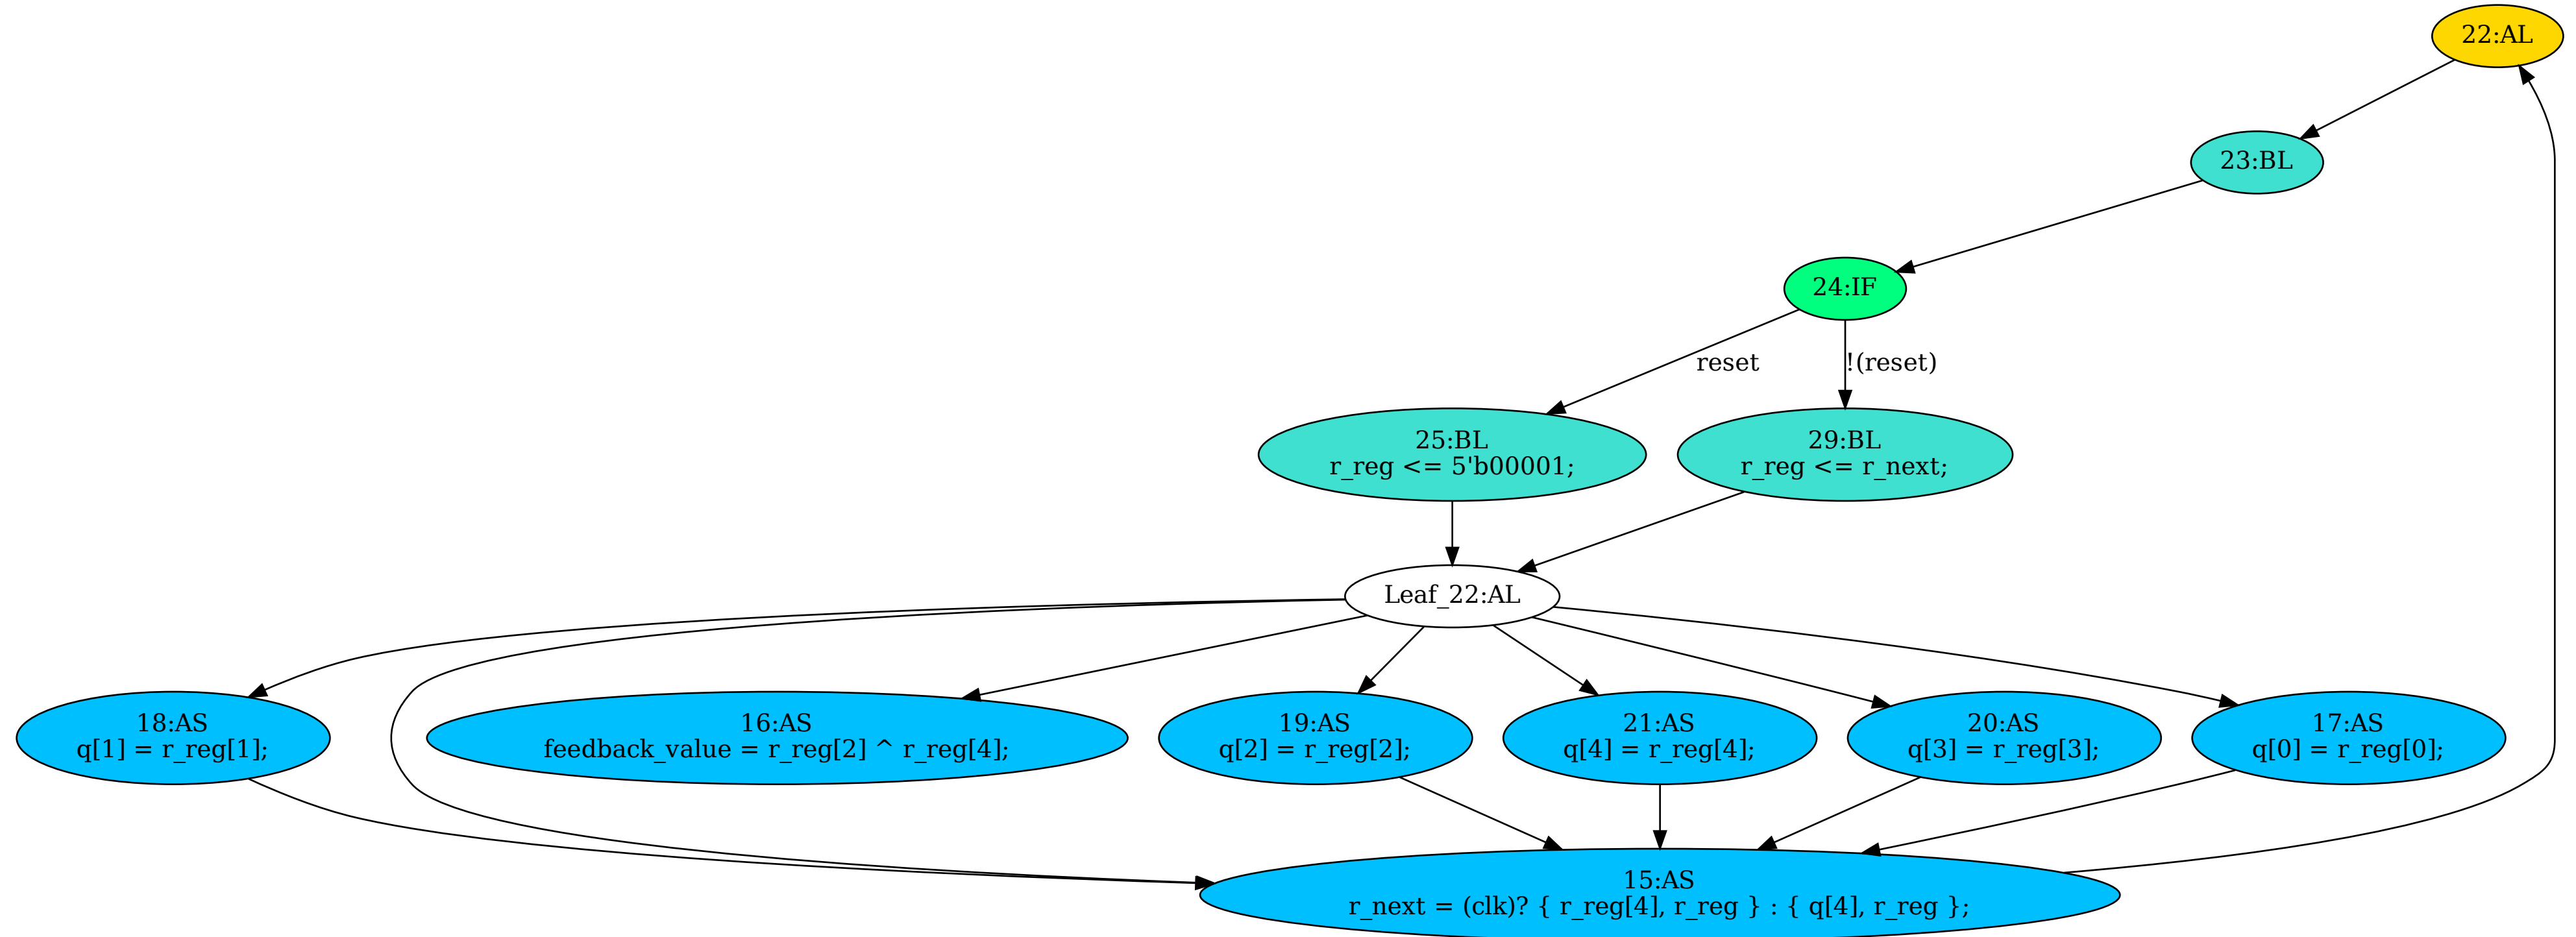 22:AL
23:BL
24:IF
reset
!(reset)
25:BL
r_reg <= 5'b00001;
29:BL
r_reg <= r_next;
Leaf_22:AL
18:AS
q[1] = r_reg[1];
16:AS
feedback_value = r_reg[2] ^ r_reg[4];
19:AS
q[2] = r_reg[2];
21:AS
q[4] = r_reg[4];
20:AS
q[3] = r_reg[3];
17:AS
q[0] = r_reg[0];
15:AS
r_next = (clk)? { r_reg[4], r_reg } : { q[4], r_reg };